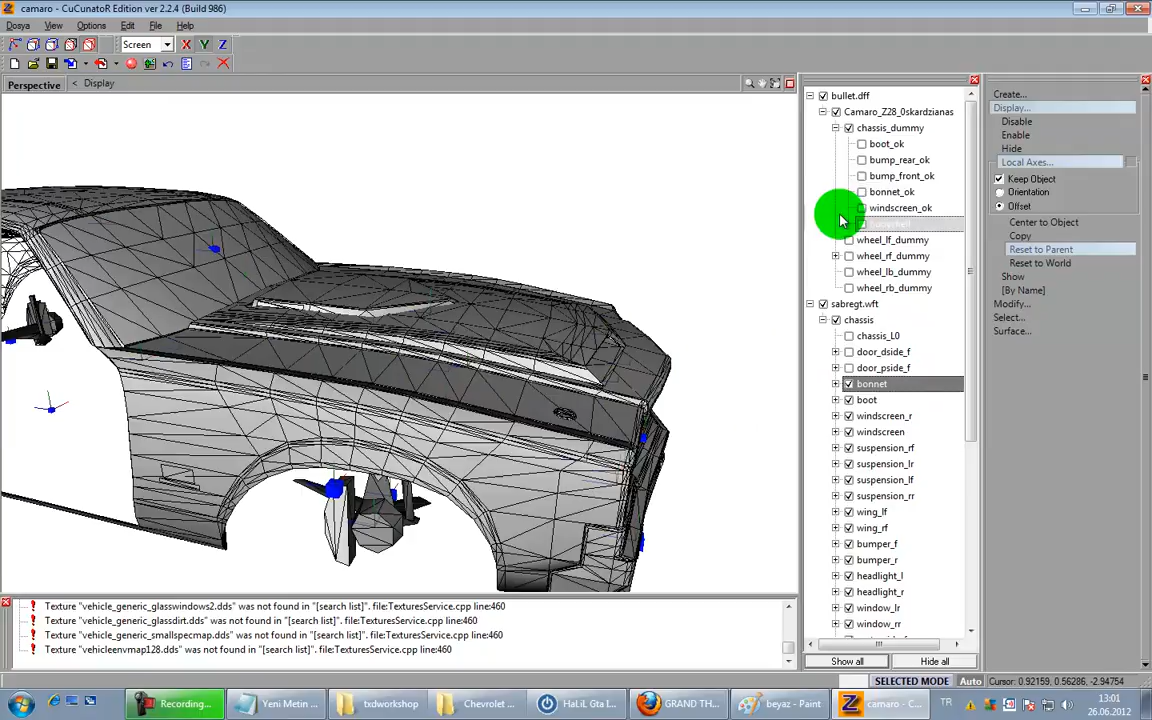 camaro - CuCunatoR Edition ver 2.2.4 (Build 986)
Dosya View Options Edit File Help
Screen X Y Z
Perspective < Display
bullet.dff
Camaro_Z28_0skardzianas
chassis_dummy
boot_ok
bump_rear_ok
bump_front_ok
bonnet_ok
windscreen_ok
wheel_lf_dummy
wheel_rf_dummy
wheel_lb_dummy
wheel_rb_dummy
sabregt.wft
chassis
chassis_L0
door_dside_f
door_pside_f
bonnet
boot
windscreen_r
windscreen
suspension_rf
suspension_lr
suspension_lf
suspension_rr
wing_lf
wing_rf
bumper_f
bumper_r
headlight_l
headlight_r
window_lr
window_rr
Show all Hide all
Create...
Display...
Disable
Enable
Hide
Local Axes...
Keep Object
Orientation
Offset
Center to Object
Copy
Reset to Parent
Reset to World
Show
[By Name]
Modify...
Select...
Surface...
Texture "vehicle_generic_glasswindows2.dds" was not found in "[search list]". file:TexturesService.cpp line:460
Texture "vehicle_generic_glassdirt.dds" was not found in "[search list]". file:TexturesService.cpp line:460
Texture "vehicle_generic_smallspecmap.dds" was not found in "[search list]". file:TexturesService.cpp line:460
Texture "vehicleenvmap128.dds" was not found in "[search list]". file:TexturesService.cpp line:460
SELECTED MODE Auto Cursor: 0.92159, 0.56286, -2.94754
Recording... Yeni Metin ... txdworkshop Chevrolet ... HaLiL Gta I... GRAND TH... beyaz - Paint camaro - C... TR 13:01
26.06.2012